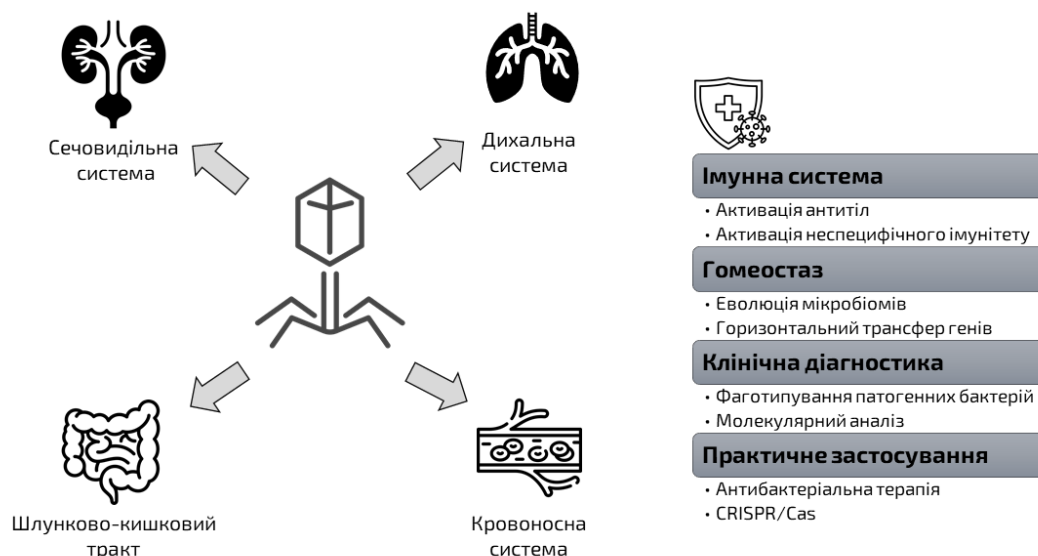 Сечовидільна
система
Дихальна
система
Шлунково-кишковий
тракт
Кровоносна
система
Імунна система
• Активація антитіл
• Активація неспецифічного імунітету
Гомеостаз
• Еволюція мікробіомів
• Горизонтальний трансфер генів
Клінічна діагностика
• Фаготипування патогенних бактерій
• Молекулярний аналіз
Практичне застосування
• Антибактеріальна терапія
• CRISPR/Cas